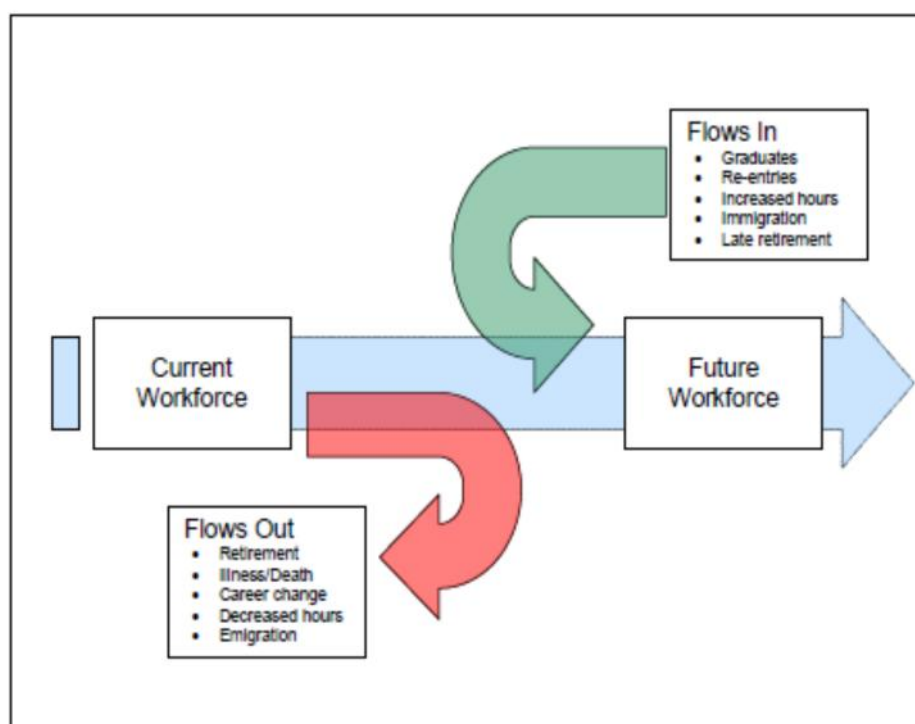 Flows In
• Graduates
• Re-entries
• Increased hours
• Immigration
• Late retirement
Current
Workforce
Future
Workforce
Flows Out
• Retirement
• Illness/Death
• Career change
• Decreased hours
• Emigration